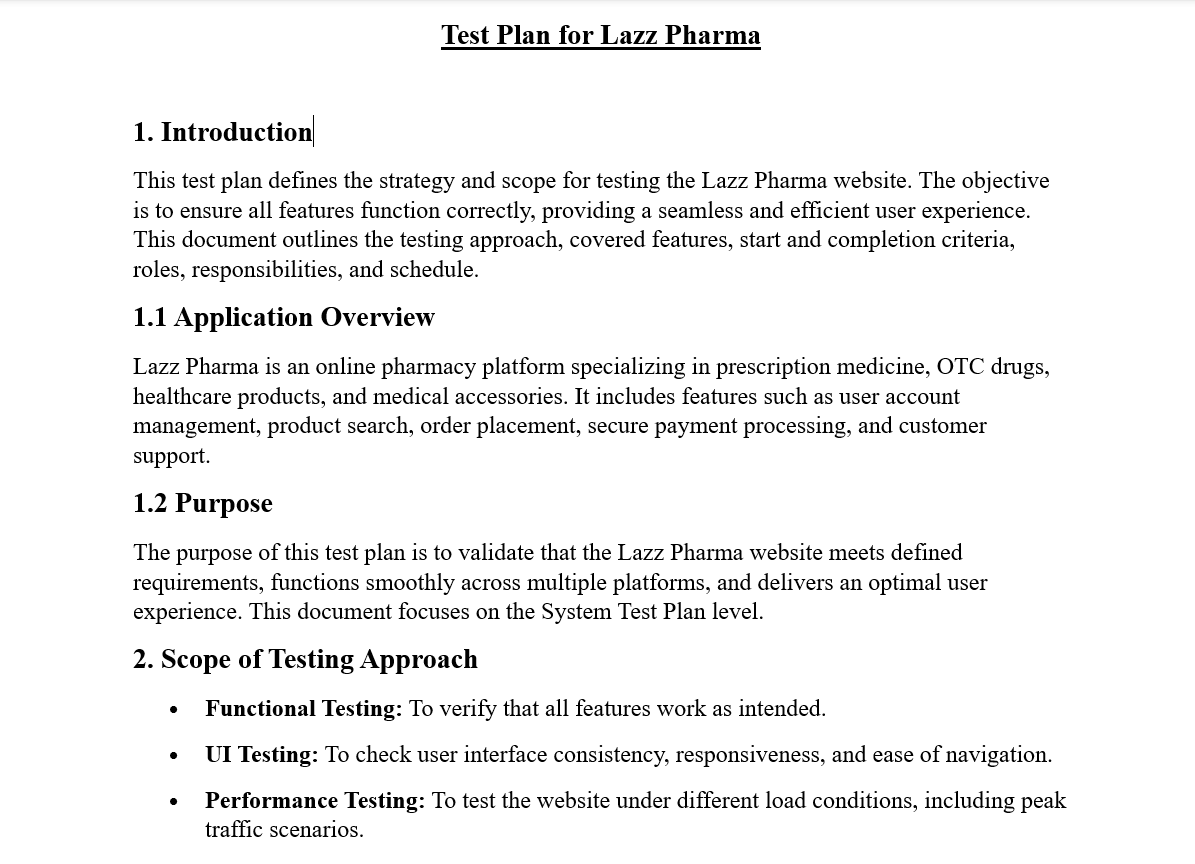 Test Plan for Lazz Pharma
1. Introduction
This test plan defines the strategy and scope for testing the Lazz Pharma website. The objective
is to ensure all features function correctly, providing a seamless and efficient user experience.
This document outlines the testing approach, covered features, start and completion criteria,
roles, responsibilities, and schedule.
1.1 Application Overview
Lazz Pharma is an online pharmacy platform specializing in prescription medicine, OTC drugs,
healthcare products, and medical accessories. It includes features such as user account
management, product search, order placement, secure payment processing, and customer
support.
1.2 Purpose
The purpose of this test plan is to validate that the Lazz Pharma website meets defined
requirements, functions smoothly across multiple platforms, and delivers an optimal user
experience. This document focuses on the System Test Plan level.
2. Scope of Testing Approach
• Functional Testing: To verify that all features work as intended.
• UI Testing: To check user interface consistency, responsiveness, and ease of navigation.
• Performance Testing: To test the website under different load conditions, including peak
traffic scenarios.